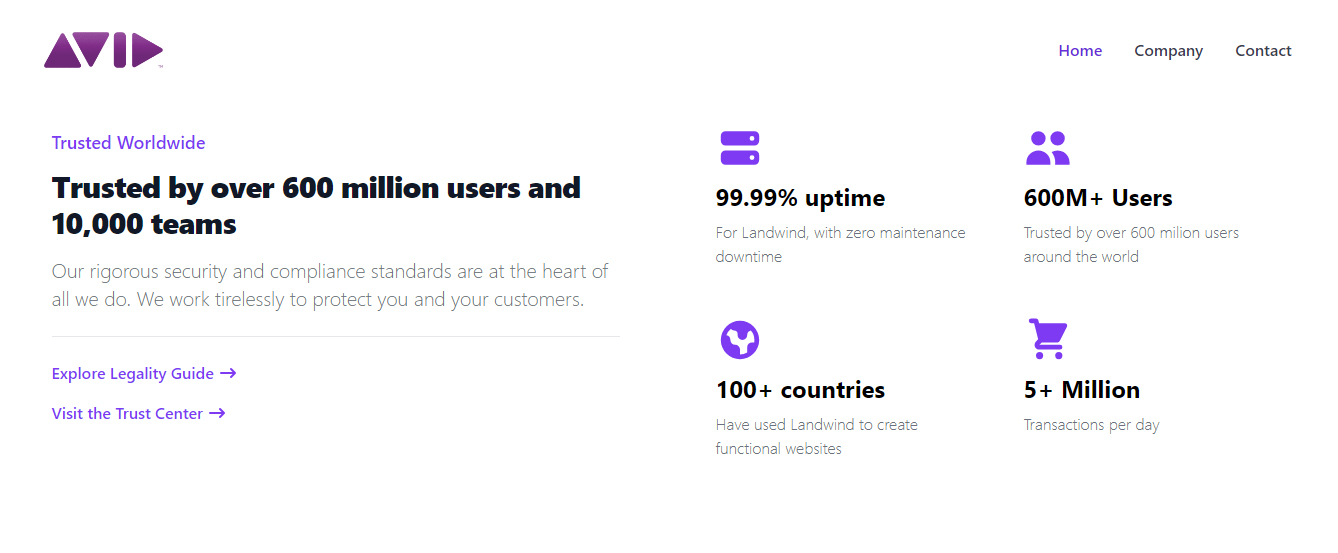 AVID
™
Home Company Contact
Trusted Worldwide
Trusted by over 600 million users and
10,000 teams
Our rigorous security and compliance standards are at the heart of
all we do. We work tirelessly to protect you and your customers.
Explore Legality Guide →
Visit the Trust Center →
99.99% uptime
For Landwind, with zero maintenance
downtime
600M+ Users
Trusted by over 600 milion users
around the world
100+ countries
Have used Landwind to create
functional websites
5+ Million
Transactions per day